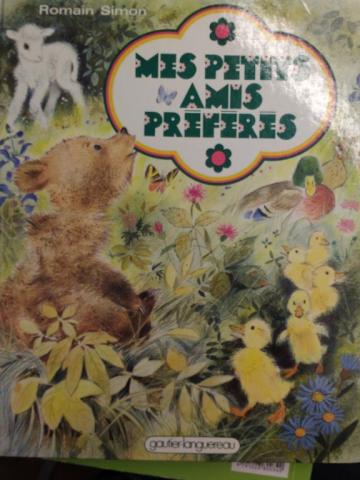 Romain Simon
MES PETITS
AMIS
PRÉFÉRÉS
gautier-languereau